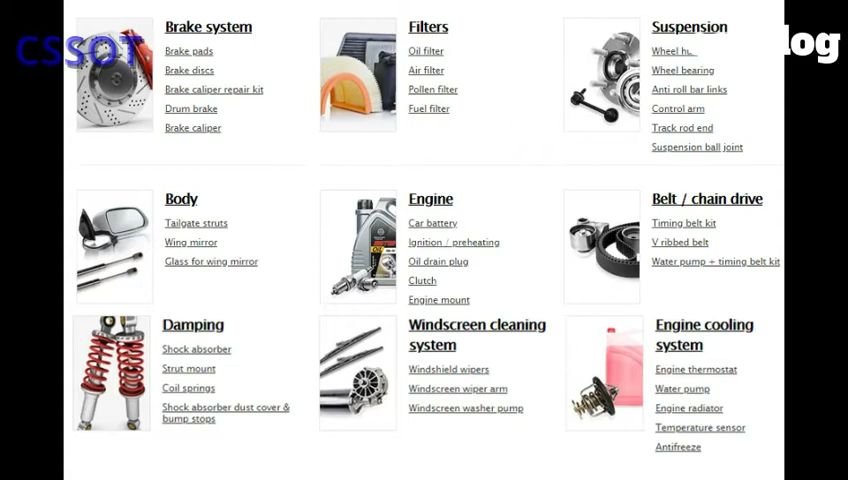 CSSOT
log
Brake system
Brake pads
Brake discs
Brake caliper repair kit
Drum brake
Brake caliper
Filters
Oil filter
Air filter
Pollen filter
Fuel filter
Suspension
Wheel
Wheel bearing
Anti roll bar links
Control arm
Track rod end
Suspension ball joint
Body
Tailgate struts
Wing mirror
Glass for wing mirror
Engine
Car battery
Ignition / preheating
Oil drain plug
Clutch
Engine mount
Belt / chain drive
Timing belt kit
V ribbed belt
Water pump + timing belt kit
Damping
Shock absorber
Strut mount
Coil springs
Shock absorber dust cover &
bump stops
Windscreen cleaning
system
Windshield wipers
Windscreen wiper arm
Windscreen washer pump
Engine cooling
system
Engine thermostat
Water pump
Engine radiator
Temperature sensor
Antifreeze